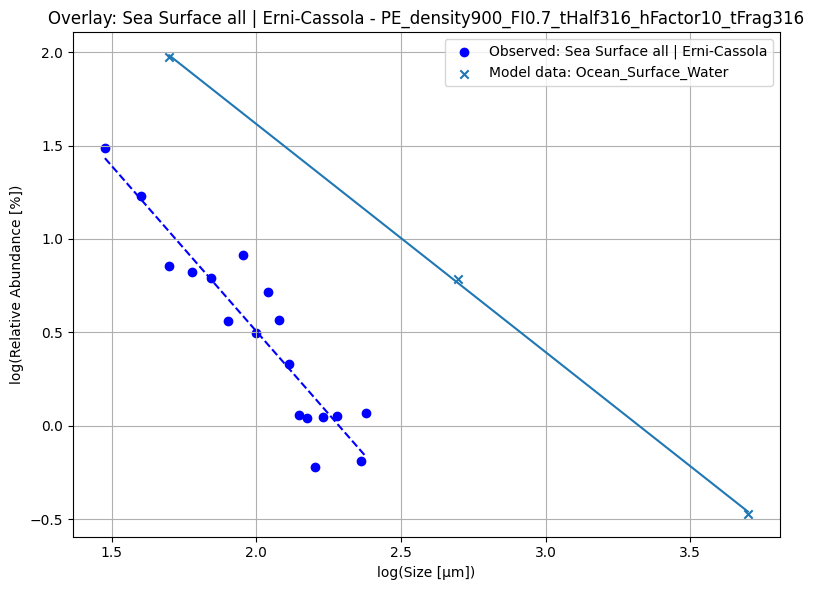 Overlay: Sea Surface all | Erni-Cassola - PE_density900_FI0.7_tHalf316_hFactor10_tFrag316
Observed: Sea Surface all | Erni-Cassola
Model data: Ocean_Surface_Water
log(Relative Abundance [%])
2.0
1.5
1.0
0.5
0.0
−0.5
1.5
2.0
2.5
3.0
3.5
log(Size [µm])